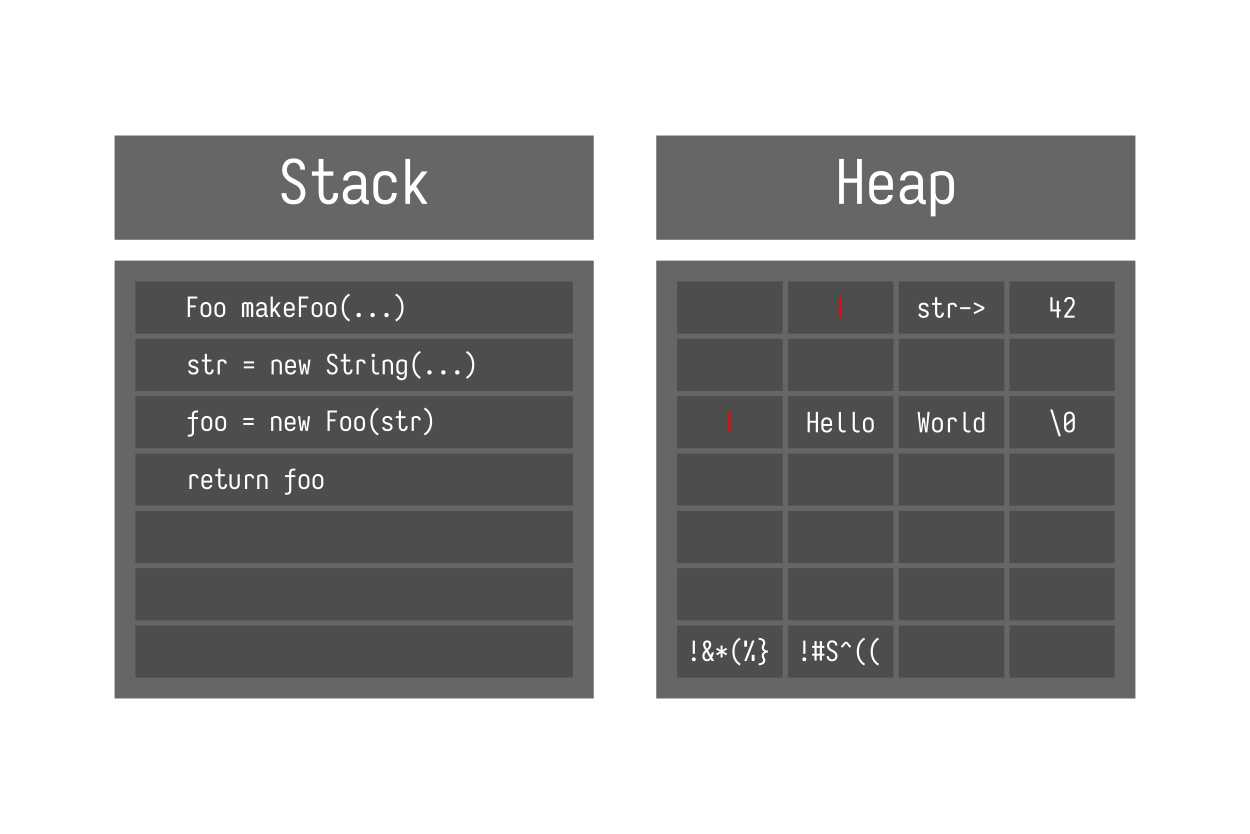 Stack
Foo makeFoo(...)
str = new String(...)
foo = new Foo(str)
return foo
Heap
| str-> 42
| Hello World \0
!&*(%} !#S^((